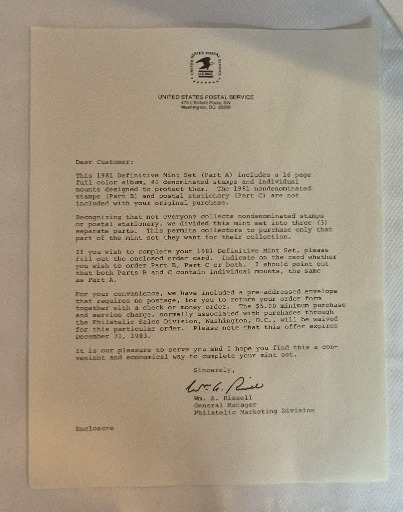 UNITED STATES POSTAL SERVICE
475 L'Enfant Plaza, SW
Washington, DC 20260
Dear Customer:
This 1981 Definitive Mint Set (Part A) includes a 16 page
full color album, 40 denominated stamps and individual
mounts designed to protect them. The 1981 nondenominated
stamps (Part B) and postal stationery (Part C) are not
included with your original purchase.
Recognizing that not everyone collects nondenominated stamps
or postal stationery, we divided this mint set into three (3)
separate parts. This permits collectors to purchase only that
part of the mint set they want for their collection.
If you wish to complete your 1981 Definitive Mint Set, please
fill out the enclosed order card. Indicate on the card whether
you wish to order Part B, Part C or both. I should point out
that both Parts B and C contain individual mounts, the same
as Part A.
For your convenience, we have included a pre-addressed envelope
that requires no postage, for you to return your order form
together with a check or money order. The $5.00 minimum purchase
and service charge, normally associated with purchases through
the Philatelic Sales Division, Washington, D.C., will be waived
for this particular order. Please note that this offer expires
December 31, 1983.
It is our pleasure to serve you and I hope you find this a con-
venient and economical way to complete your mint set.
Sincerely,
Wm. A. Rissell
General Manager
Philatelic Marketing Division
Enclosure